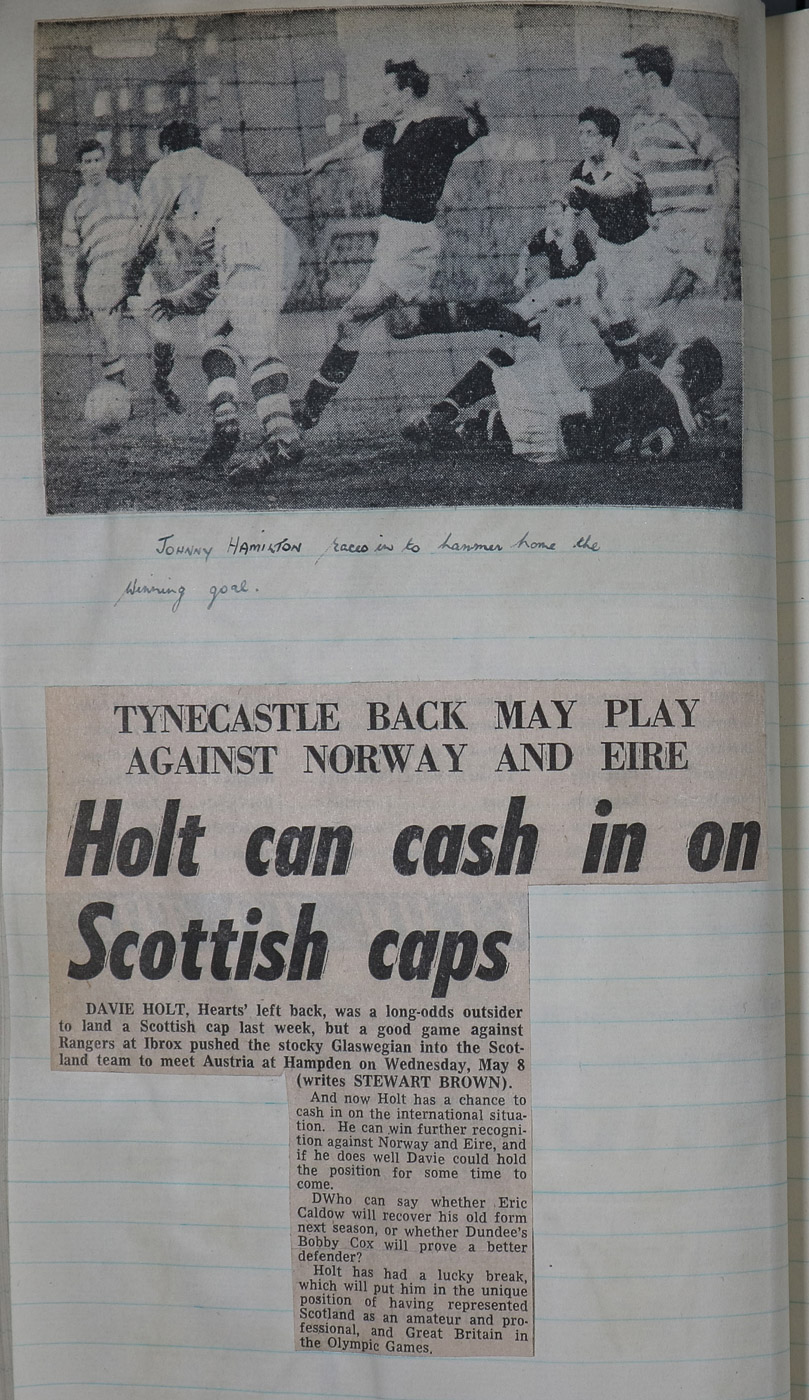 JOHNNY HAMILTON races in to hammer home the
winning goal.
TYNECASTLE BACK MAY PLAY
AGAINST NORWAY AND EIRE
Holt can cash in on
Scottish caps
DAVIE HOLT, Hearts' left back, was a long-odds outsider
to land a Scottish cap last week, but a good game against
Rangers at Ibrox pushed the stocky Glaswegian into the Scot-
land team to meet Austria at Hampden on Wednesday, May 8
(writes STEWART BROWN).
And now Holt has a chance to
cash in on the international situa-
tion. He can win further recogni-
tion against Norway and Eire, and
if he does well Davie could hold
the position for some time to
come.
DWho can say whether Eric
Caldow will recover his old form
next season, or whether Dundee's
Bobby Cox will prove a better
defender?
Holt has had a lucky break,
which will put him in the unique
position of having represented
Scotland as an amateur and pro-
fessional, and Great Britain in
the Olympic Games.